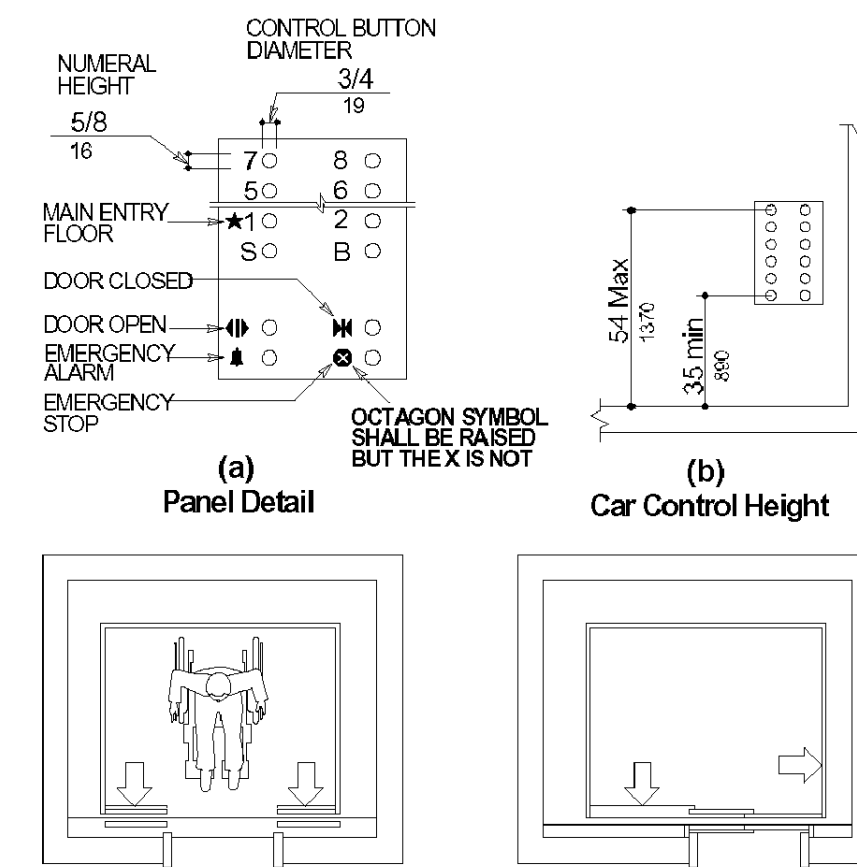 CONTROL BUTTON
DIAMETER
3/4
19
NUMERAL
HEIGHT
5/8
16
7 8
5 6
MAIN ENTRY
FLOOR
1 2
S B
DOOR CLOSED
DOOR OPEN
EMERGENCY
ALARM
EMERGENCY
STOP
OCTAGON SYMBOL
SHALL BE RAISED
BUT THE X IS NOT
(a)
Panel Detail
54 Max
1370
35 min
890
(b)
Car Control Height